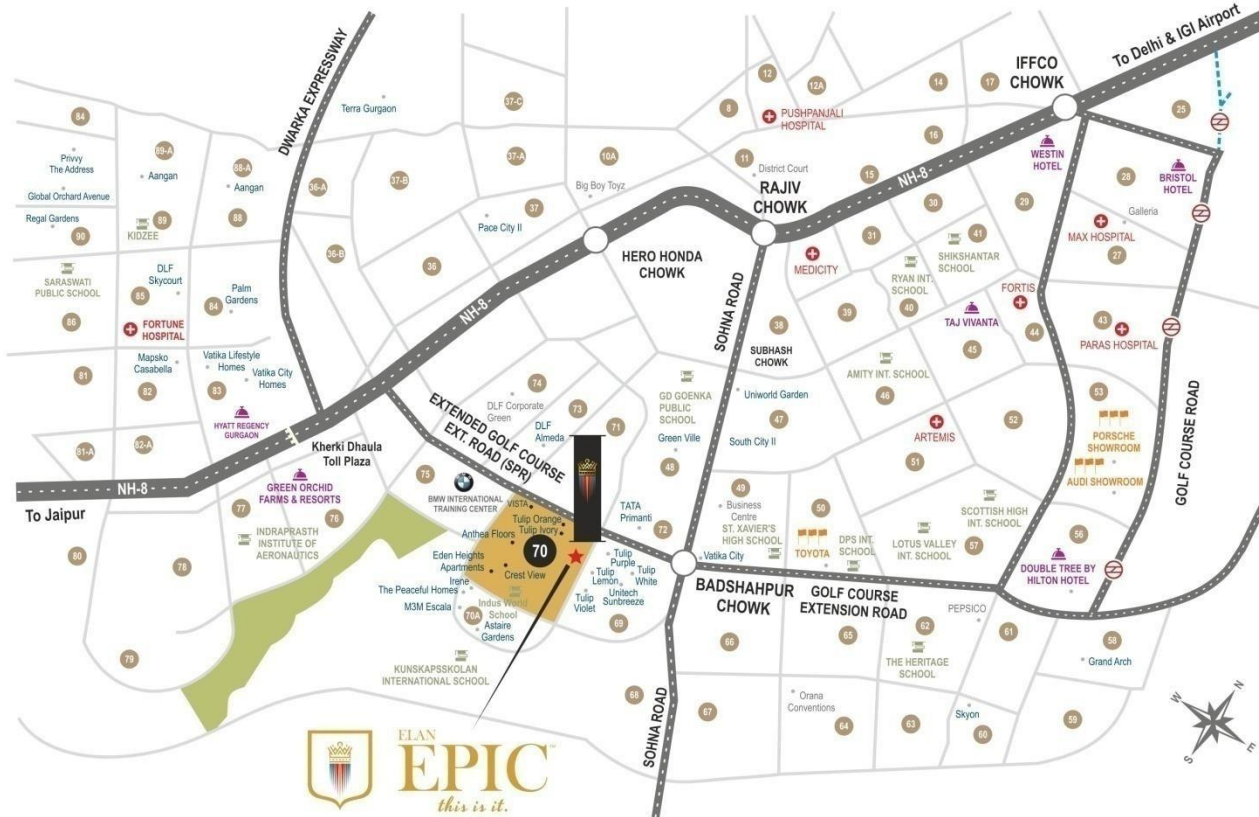 To Delhi & IGI Airport
IFFCO
CHOWK
DWARKA EXPRESSWAY
Terra Gurgaon
37-C
12
12A
14
17
8
PUSHPANJALI
HOSPITAL
25
84
Privvy
The Address
89-A
Aangan
88-A
Aangan
37-A
10A
11
District Court
16
15
WESTIN
HOTEL
28
BRISTOL
HOTEL
Global Orchard Avenue
36-A
37-B
Big Boy Toyz
RAJIV
CHOWK
NH-8
30
29
Galleria
Regal Gardens
90
89
KIDZEE
88
37
Pace City II
36-B
36
HERO HONDA
CHOWK
31
41
SHIKSHANTAR
SCHOOL
MAX HOSPITAL
27
SARASWATI
PUBLIC SCHOOL
DLF
Skycourt
85
84
Palm
Gardens
MEDICITY
RYAN INT.
SCHOOL
40
FORTIS
86
FORTUNE
HOSPITAL
NH-8
SOHNA ROAD
38
39
TAJ VIVANTA
44
43
PARAS HOSPITAL
81
Mapsko
Casabella
82
Vatika Lifestyle
Homes
83
Vatika City
Homes
SUBHASH
CHOWK
45
AMITY INT. SCHOOL
46
74
DLF Corporate
Green
73
71
GD GOENKA
PUBLIC
SCHOOL
Uniworld Garden
47
52
53
HYATT REGENCY
GURGAON
EXTENDED GOLF COURSE
EXT. ROAD (SPR)
DLF
Almeda
Green Ville
48
South City II
ARTEMIS
51
PORSCHE
SHOWROOM
AUDI SHOWROOM
GOLF COURSE ROAD
81-A
82-A
Kherki Dhaula
Toll Plaza
NH-8
To Jaipur
GREEN ORCHID
FARMS & RESORTS
75
BMW INTERNATIONAL
TRAINING CENTER
VISTA
Tulip Orange
Tulip Ivory
TATA
Primanti
72
49
Business
Centre
ST. XAVIER'S
HIGH SCHOOL
50
TOYOTA
DPS INT.
SCHOOL
SCOTTISH HIGH
INT. SCHOOL
57
LOTUS VALLEY
INT. SCHOOL
56
DOUBLE TREE BY
HILTON HOTEL
77
76
INDRAPRASTH
INSTITUTE OF
AERONAUTICS
80
78
Anthea Floors
70
Eden Heights
Apartments
Crest View
Irene
The Peaceful Homes
M3M Escala
Indus World
School
70A
Astaire
Gardens
Tulip
Purple
Tulip
Lemon
Tulip
White
Unitech
Sunbreeze
Tulip
Violet
69
Vatika City
BADSHAHPUR
CHOWK
GOLF COURSE
EXTENSION ROAD
PEPSICO
66
65
62
61
58
Grand Arch
THE HERITAGE
SCHOOL
79
KUNSKAPSSKOLAN
INTERNATIONAL SCHOOL
68
SOHNA ROAD
67
Orana
Conventions
64
63
Skyon
60
59
W
N
S
E
ELAN
EPIC™
this is it.